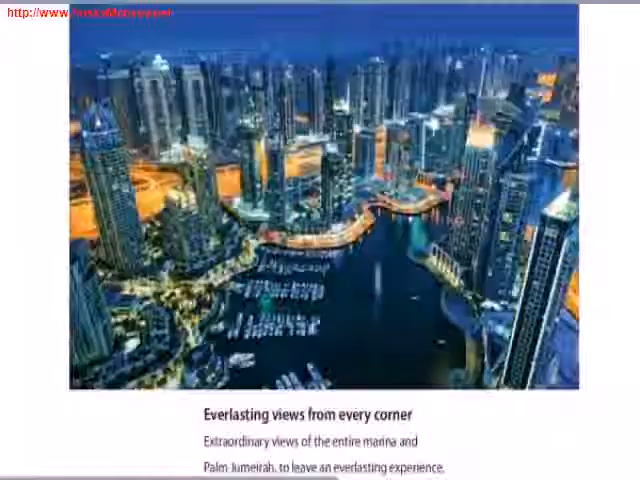 Everlasting views from every corner
Extraordinary views of the entire marina and
Palm Jumeirah, to leave an everlasting experience.